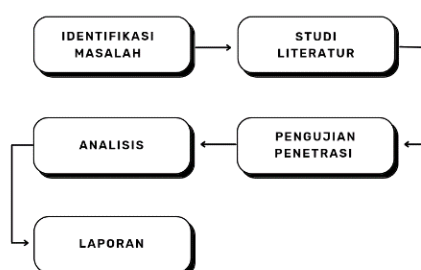 IDENTIFIKASI
MASALAH
STUDI
LITERATUR
PENGUJIAN
PENETRASI
ANALISIS
LAPORAN